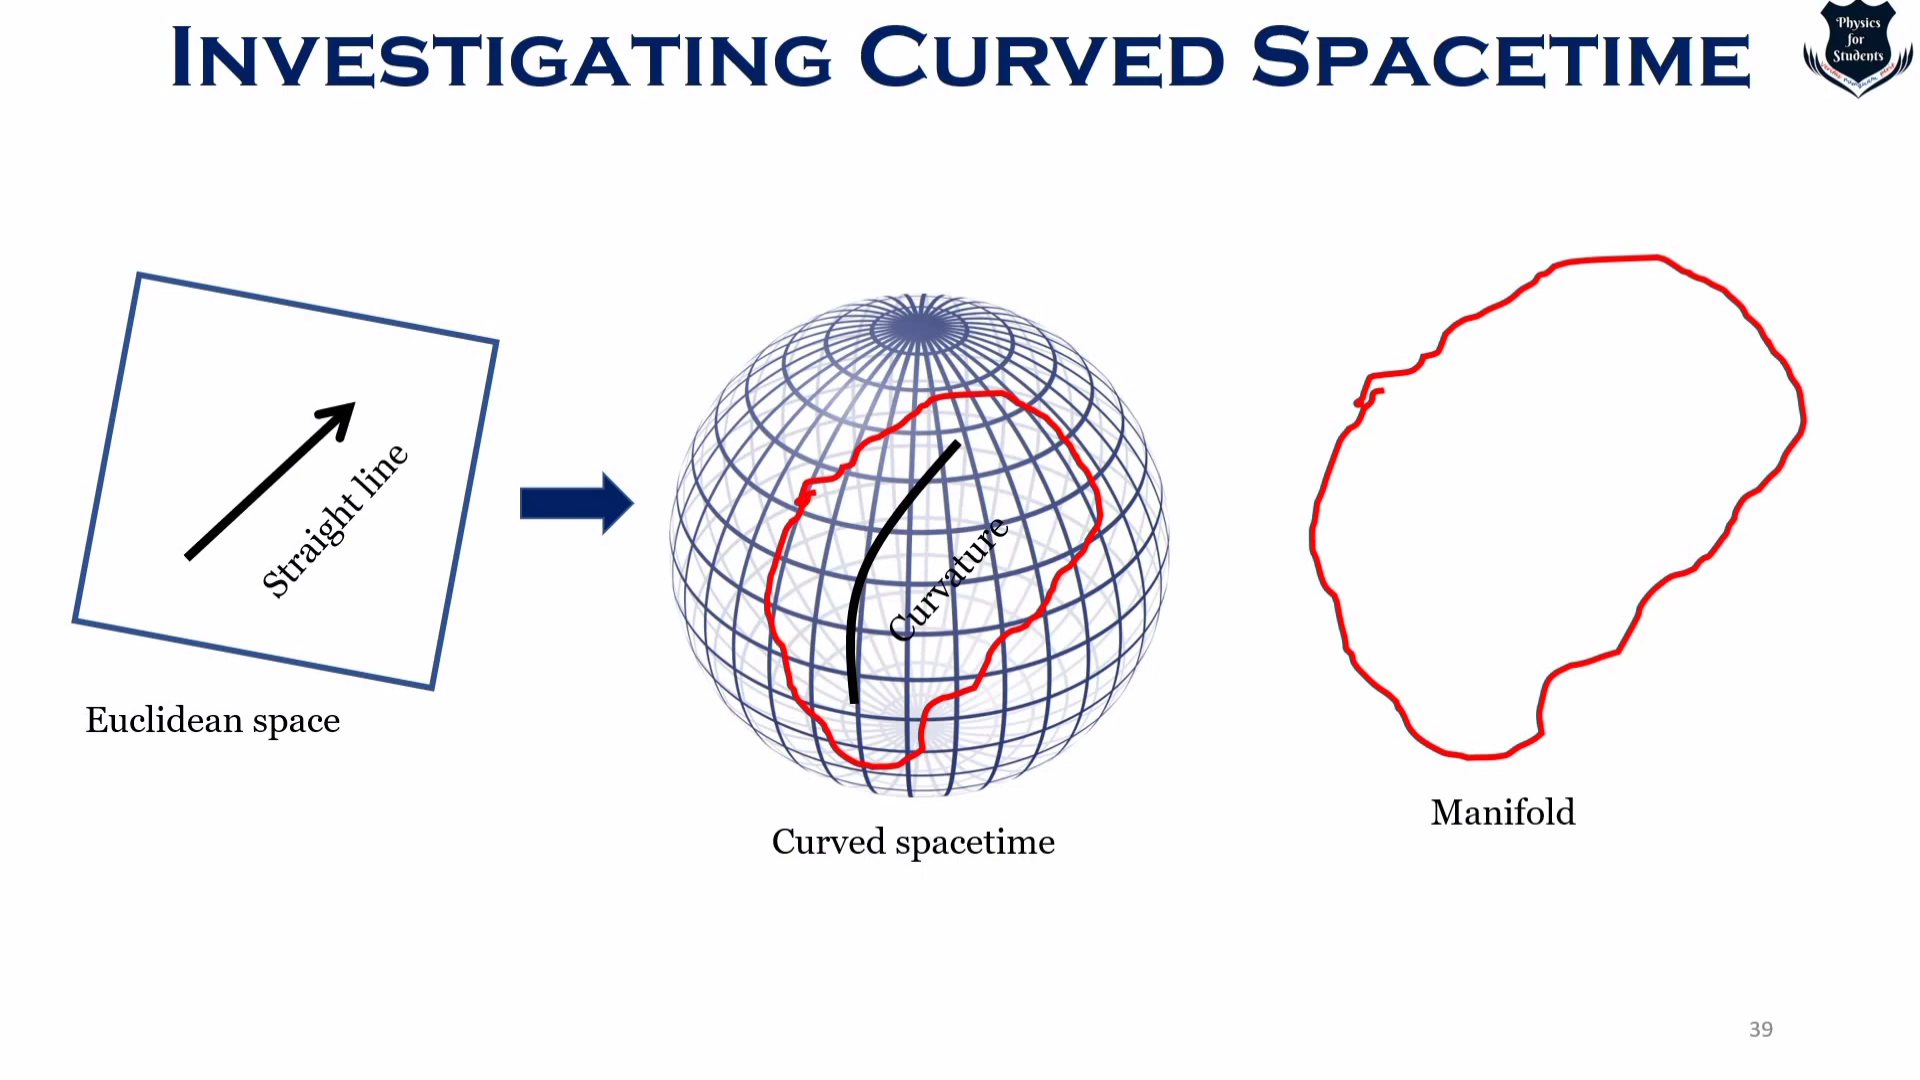 INVESTIGATING CURVED SPACETIME
Physics
for
Students
Straight line
Euclidean space
Curvature
Curved spacetime
Manifold
39